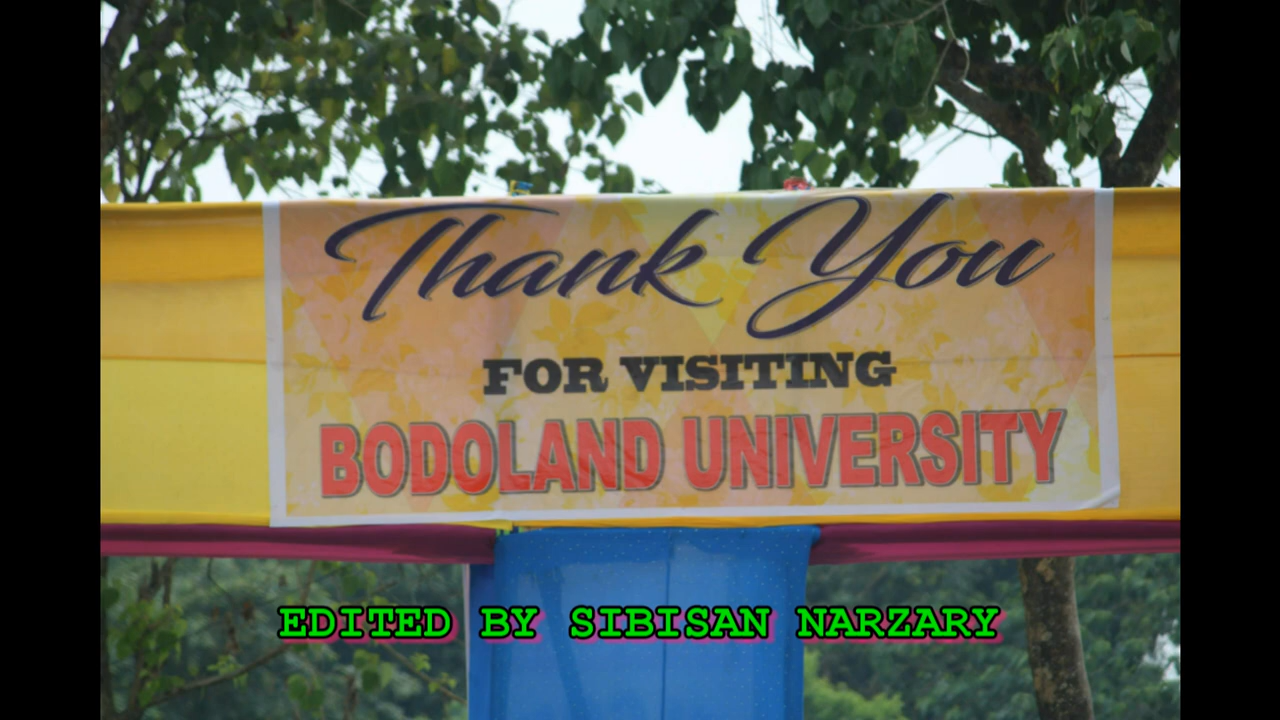 Thank You
FOR VISITING
BODOLAND UNIVERSITY
EDITED BY SIBISAN NARZARY